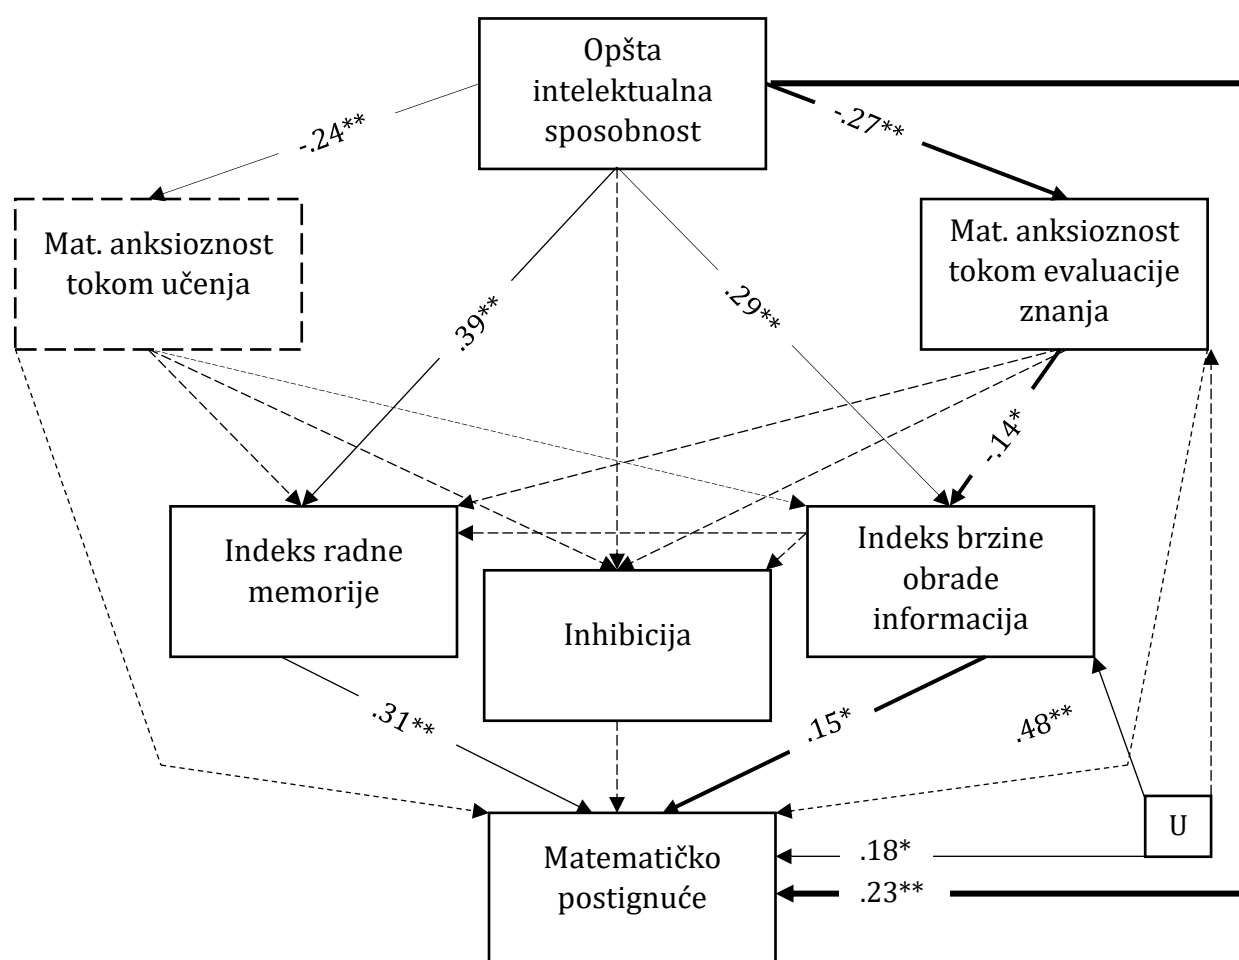 Opšta
intelektualna
sposobnost
-.24**
-.27**
Mat. anksioznost
tokom učenja
Mat. anksioznost
tokom evaluacije
znanja
.39**
.29**
-.14*
Indeks radne
memorije
Inhibicija
Indeks brzine
obrade
informacija
.31**
.15*
.48**
U
Matematičko
postignuće
.18*
.23**